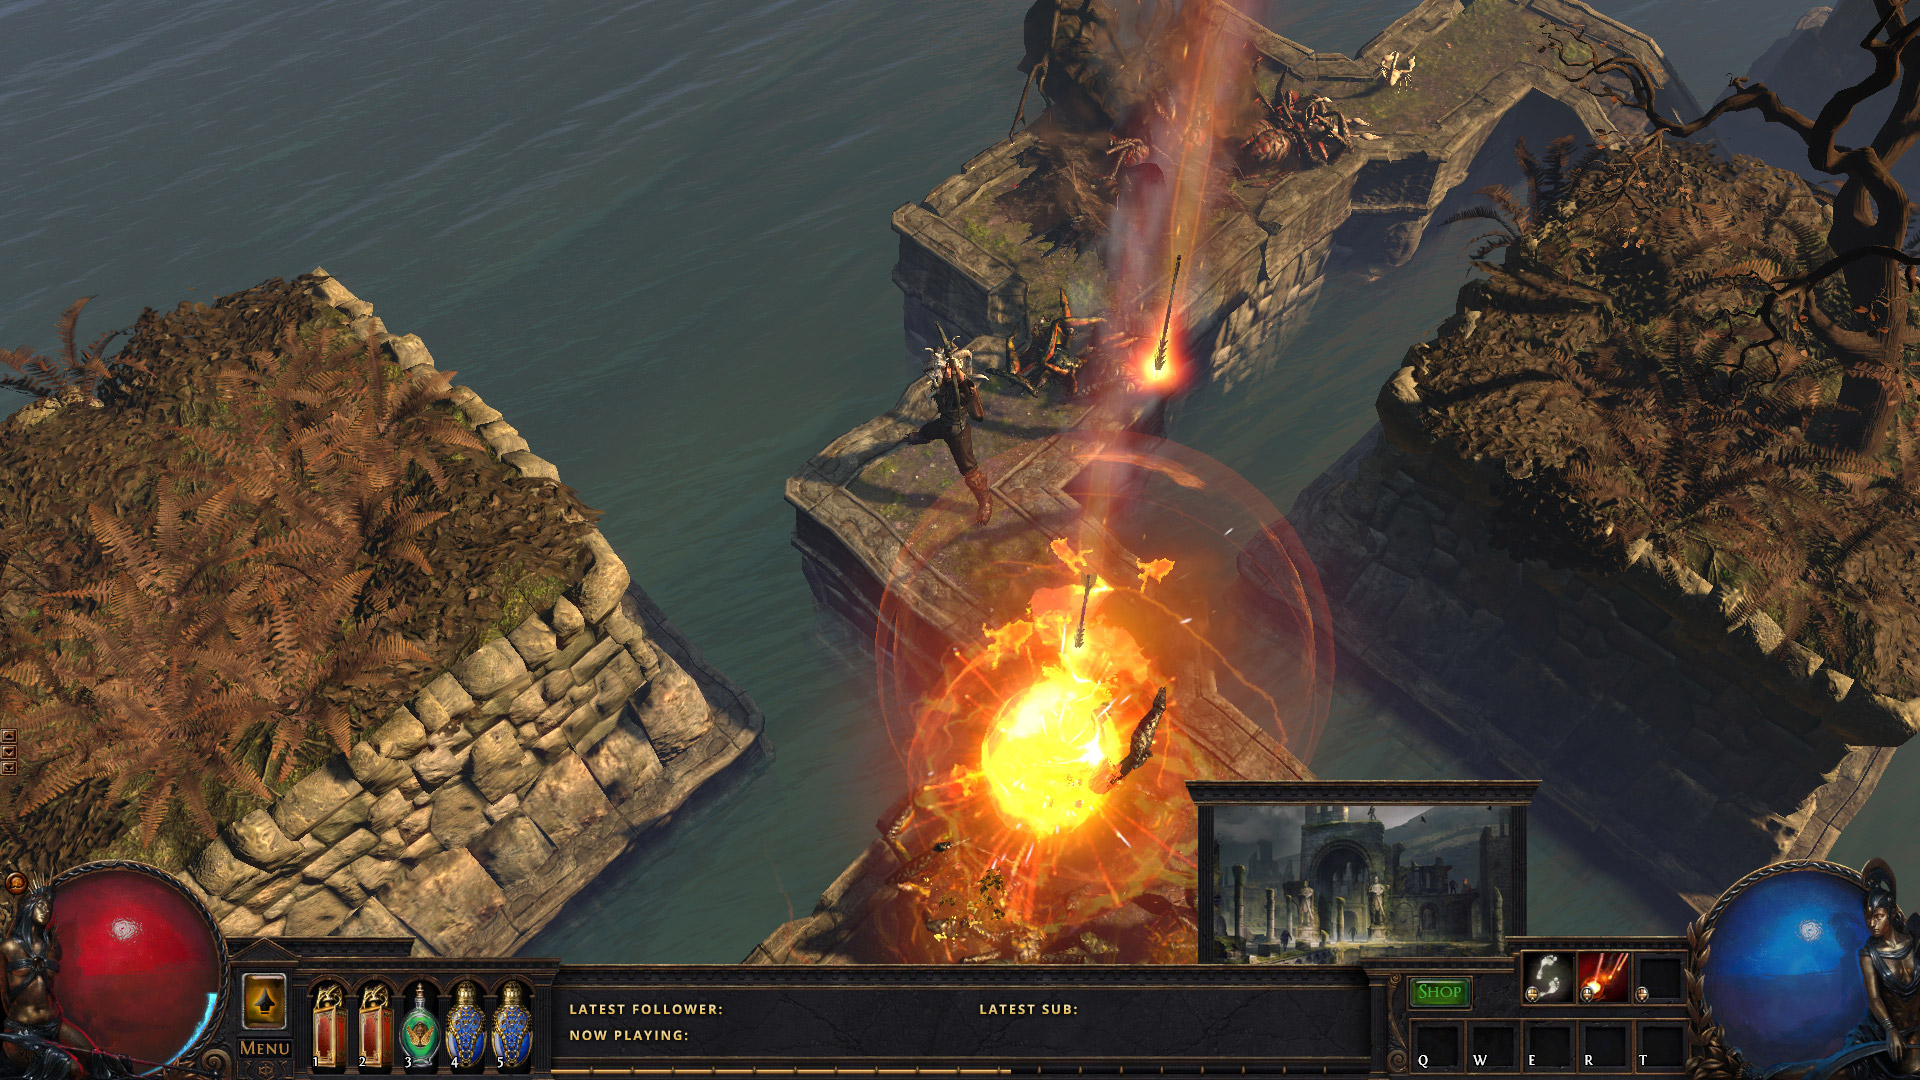 LATEST FOLLOWER:
LATEST SUB:
NOW PLAYING:
MENU
1
2
3
4
5
SHOP
Q
W
E
R
T